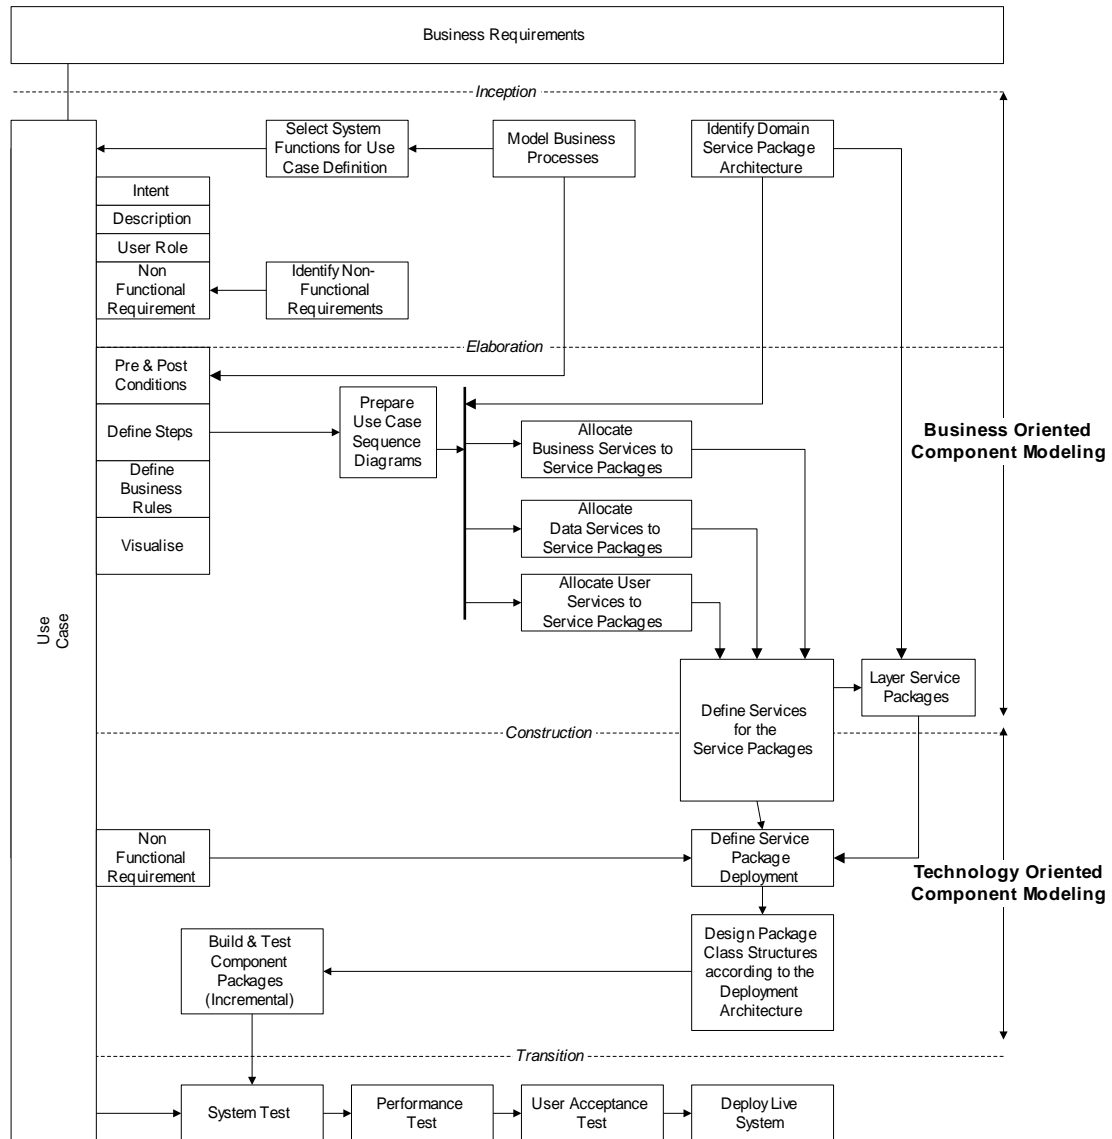 Business Requirements
Inception
Select System
Functions for Use
Case Definition
Model Business
Processes
Identify Domain
Service Package
Architecture
Intent
Description
User Role
Non
Functional
Requirement
Identify Non-
Functional
Requirements
Elaboration
Pre & Post
Conditions
Define Steps
Define
Business
Rules
Visualise
Prepare
Use Case
Sequence
Diagrams
Allocate
Business Services to
Service Packages
Allocate
Data Services to
Service Packages
Allocate User
Services to
Service Packages
Business Oriented
Component Modeling
Use
Case
Define Services
for the
Service Packages
Layer Service
Packages
Construction
Non
Functional
Requirement
Define Service
Package
Deployment
Technology Oriented
Component Modeling
Build & Test
Component
Packages
(Incremental)
Design Package
Class Structures
according to the
Deployment
Architecture
Transition
System Test
Performance
Test
User Acceptance
Test
Deploy Live
System